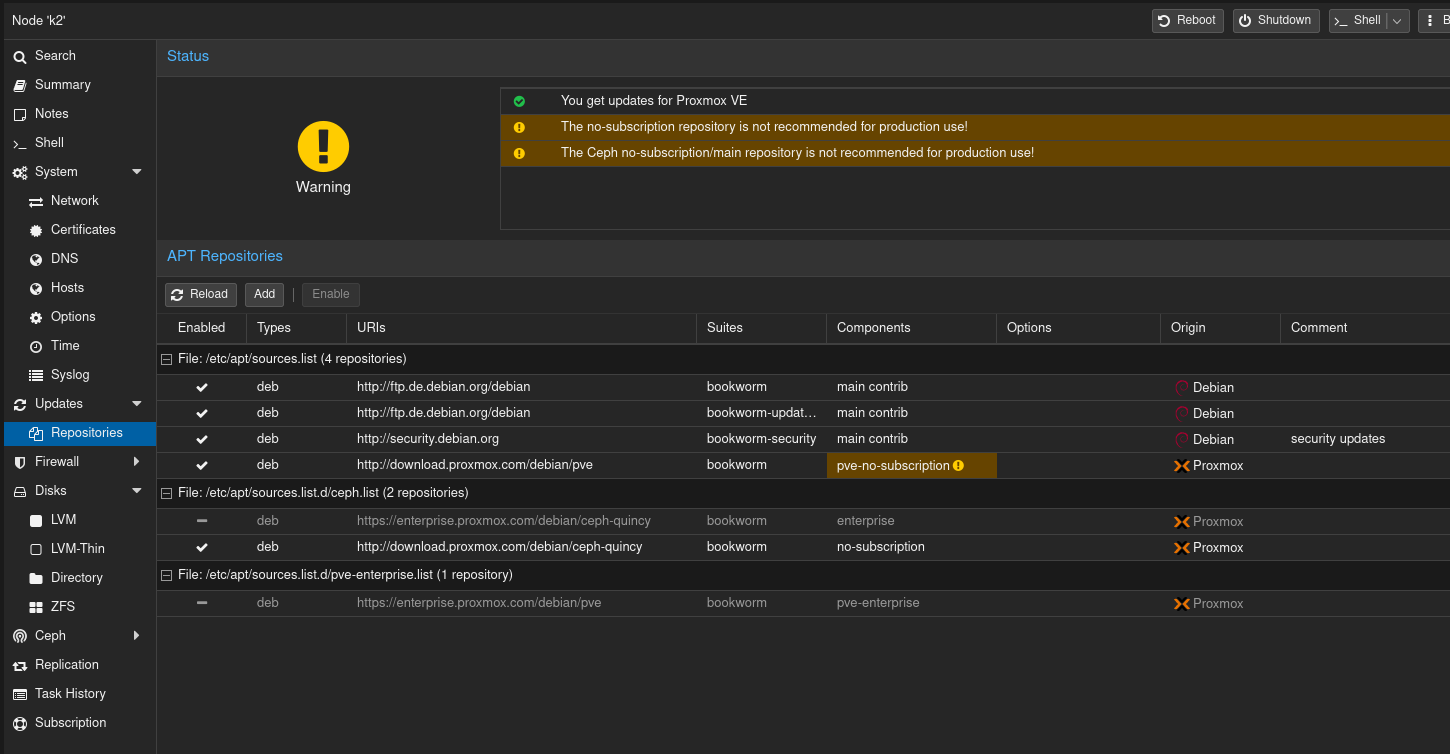 Node 'k2'
Reboot
Shutdown
Shell
B
Search
Summary
Notes
Shell
System
Network
Certificates
DNS
Hosts
Options
Time
Syslog
Updates
Repositories
Firewall
Disks
LVM
LVM-Thin
Directory
ZFS
Ceph
Replication
Task History
Subscription
Status
Warning
You get updates for Proxmox VE
The no-subscription repository is not recommended for production use!
The Ceph no-subscription/main repository is not recommended for production use!
APT Repositories
Reload Add Enable
Enabled Types URIs Suites Components Options Origin Comment
File: /etc/apt/sources.list (4 repositories)
deb http://ftp.de.debian.org/debian bookworm main contrib Debian
deb http://ftp.de.debian.org/debian bookworm-updat... main contrib Debian
deb http://security.debian.org bookworm-security main contrib Debian security updates
deb http://download.proxmox.com/debian/pve bookworm pve-no-subscription Proxmox
File: /etc/apt/sources.list.d/ceph.list (2 repositories)
deb https://enterprise.proxmox.com/debian/ceph-quincy bookworm enterprise Proxmox
deb http://download.proxmox.com/debian/ceph-quincy bookworm no-subscription Proxmox
File: /etc/apt/sources.list.d/pve-enterprise.list (1 repository)
deb https://enterprise.proxmox.com/debian/pve bookworm pve-enterprise Proxmox